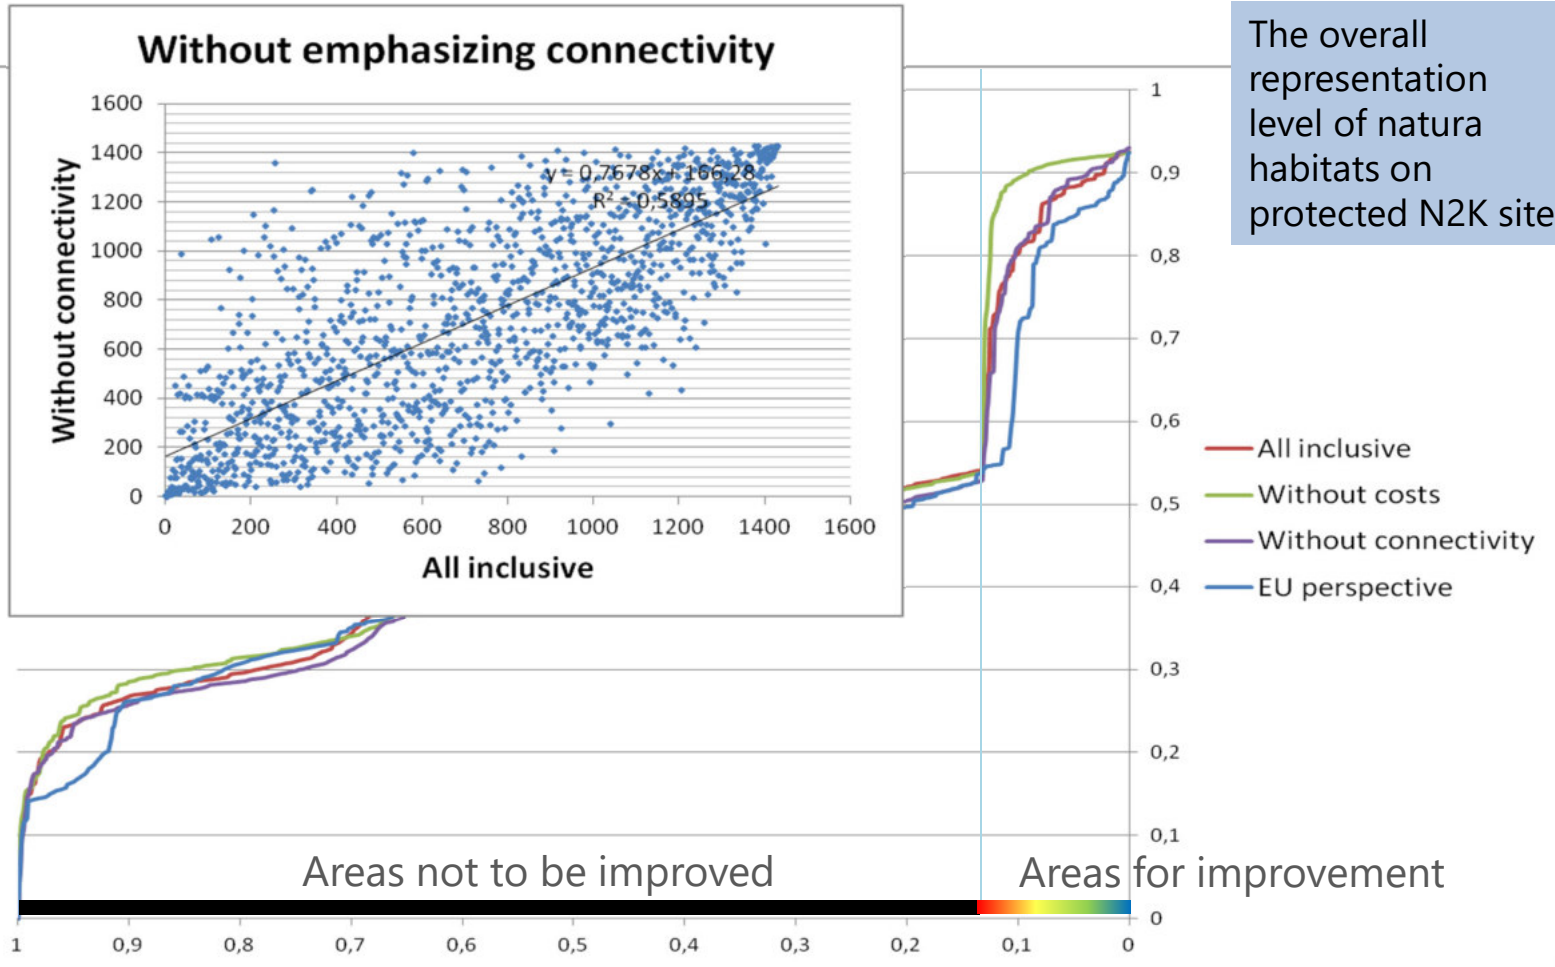 Without emphasizing connectivity
1600
1400
1200
1000
800
600
400
200
0
Without connectivity
y = 0,7678x + 166,28
R² = 0,5895
0 200 400 600 800 1000 1200 1400 1600
All inclusive
The overall
representation
level of natura
habitats on
protected N2K site
1
0,9
0,8
0,7
0,6
0,5
0,4
0,3
0,2
0,1
0
All inclusive
Without costs
Without connectivity
EU perspective
Areas not to be improved
Areas for improvement
1 0,9 0,8 0,7 0,6 0,5 0,4 0,3 0,2 0,1 0